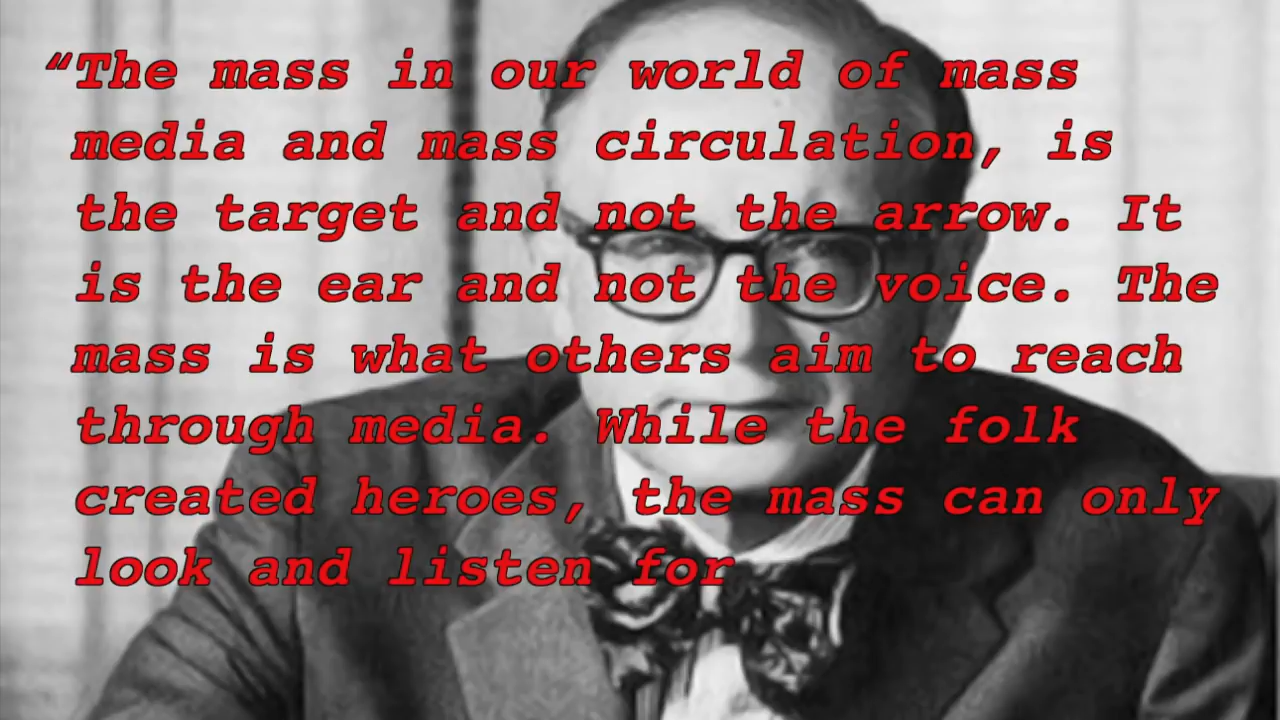 “The mass in our world of mass
media and mass circulation, is
the target and not the arrow. It
is the ear and not the voice. The
mass is what others aim to reach
through media. While the folk
created heroes, the mass can only
look and listen for